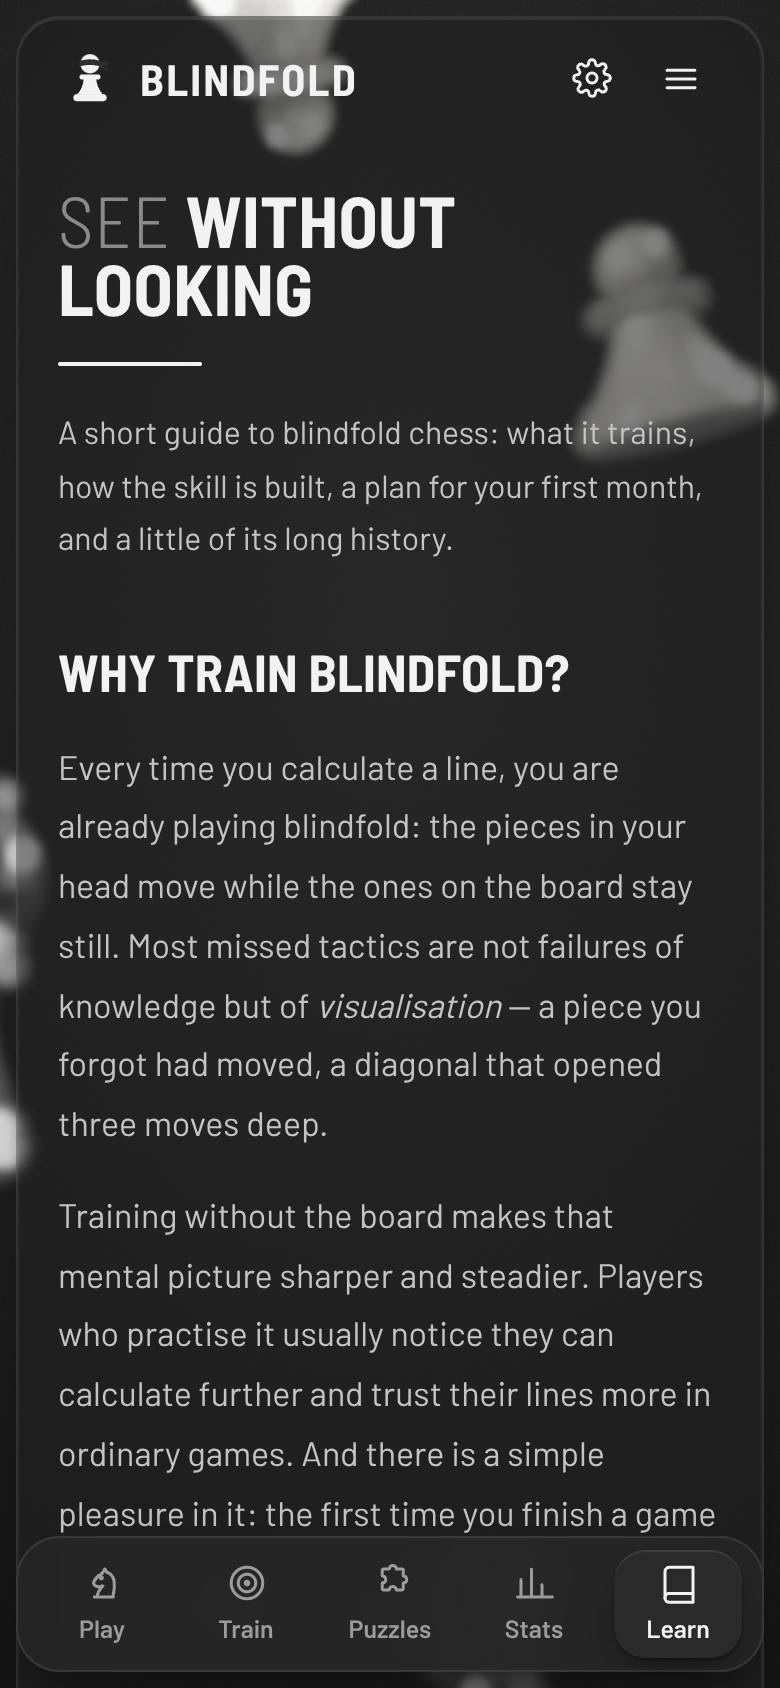 BLINDFOLD
SEE WITHOUT
LOOKING
A short guide to blindfold chess: what it trains,
how the skill is built, a plan for your first month,
and a little of its long history.
WHY TRAIN BLINDFOLD?
Every time you calculate a line, you are
already playing blindfold: the pieces in your
head move while the ones on the board stay
still. Most missed tactics are not failures of
knowledge but of visualisation — a piece you
forgot had moved, a diagonal that opened
three moves deep.
Training without the board makes that
mental picture sharper and steadier. Players
who practise it usually notice they can
calculate further and trust their lines more in
ordinary games. And there is a simple
pleasure in it: the first time you finish a game
Play Train Puzzles Stats Learn